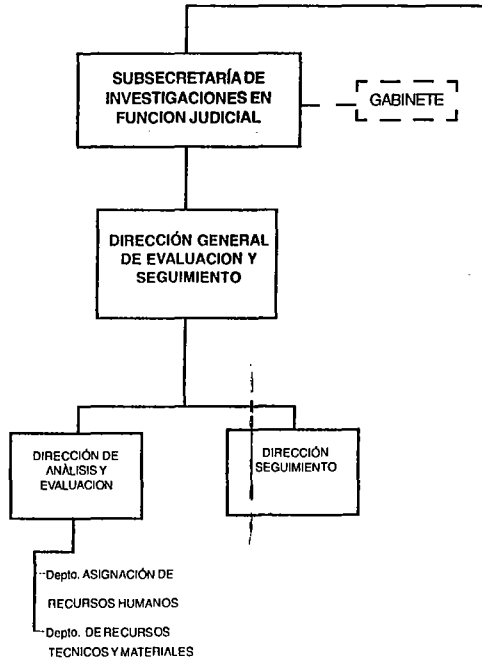 SUBSECRETARÍA DE
INVESTIGACIONES EN
FUNCION JUDICIAL
GABINETE
DIRECCIÓN GENERAL
DE EVALUACION Y
SEGUIMIENTO
DIRECCIÓN DE
ANÀLISIS Y
EVALUACION
DIRECCIÓN
SEGUIMIENTO
Depto. ASIGNACIÓN DE
RECURSOS HUMANOS
Depto. DE RECURSOS
TECNICOS Y MATERIALES